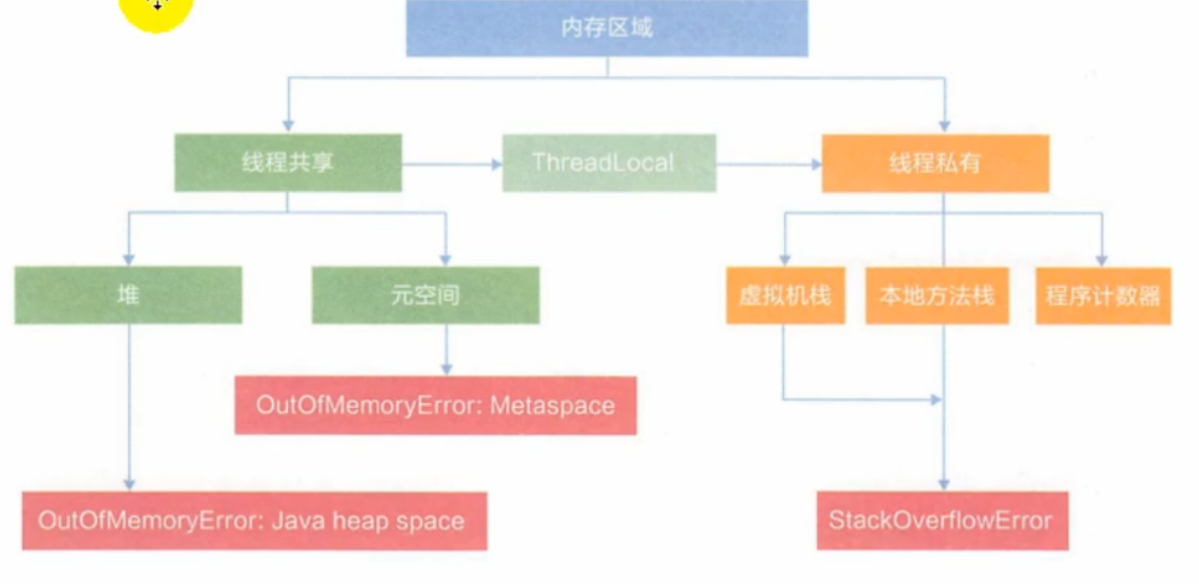 内存区域
线程共享
ThreadLocal
线程私有
堆
元空间
虚拟机栈
本地方法栈
程序计数器
OutOfMemoryError: Metaspace
OutOfMemoryError: Java heap space
StackOverflowError